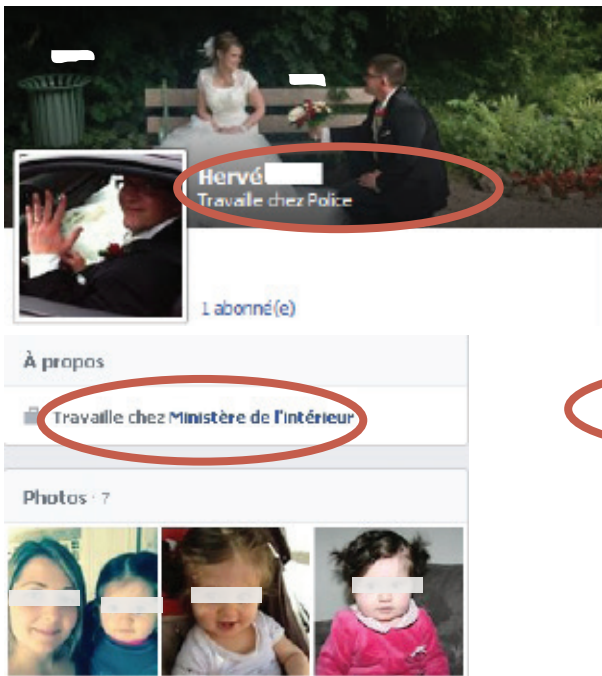 Hervé
Travaille chez Police
1 abonné(e)
À propos
Travaille chez Ministère de l'intérieur
Photos · 7